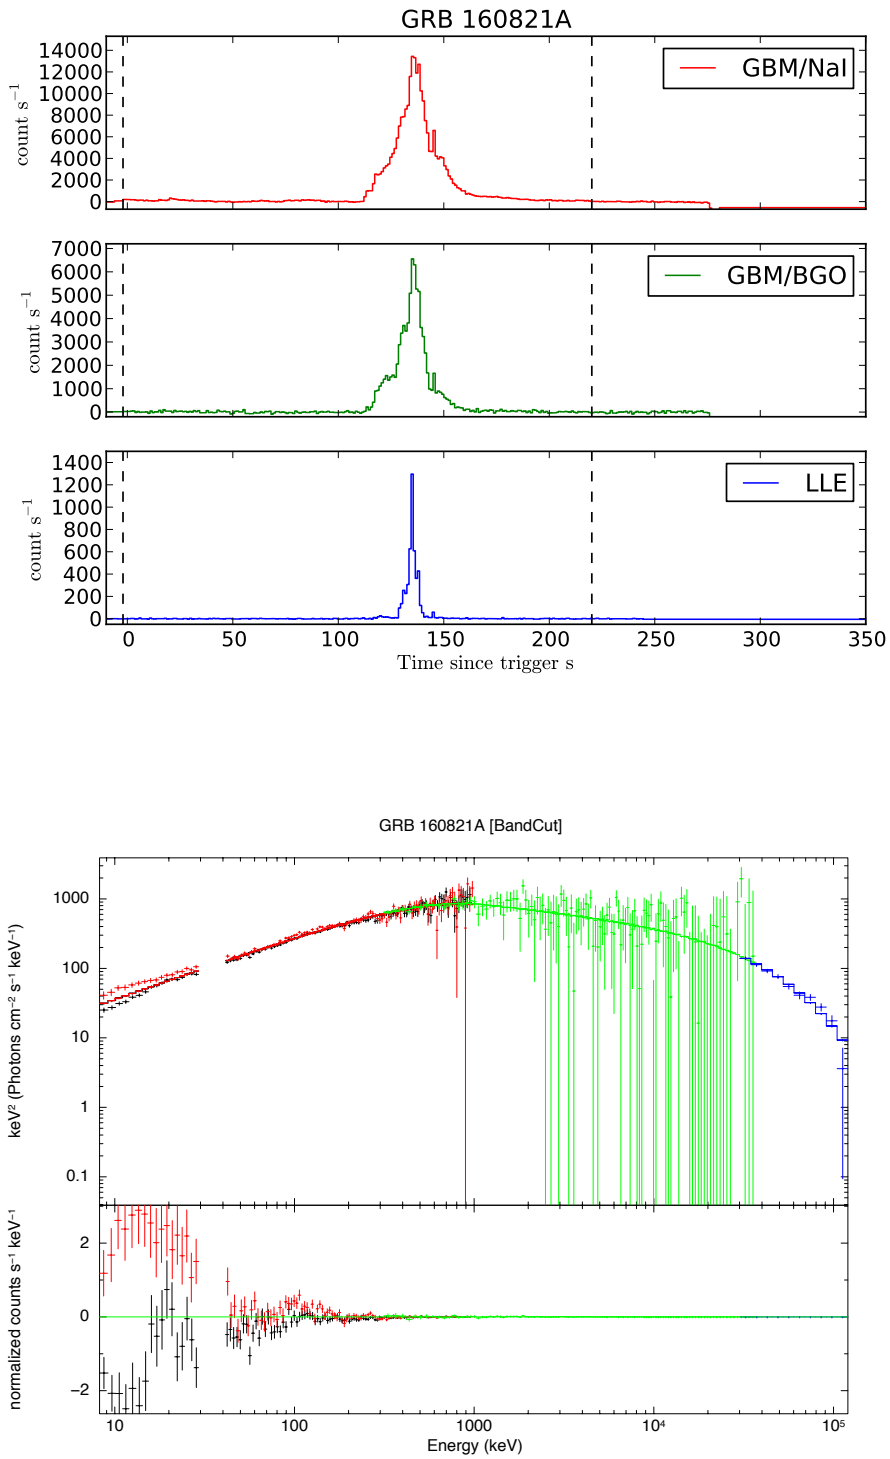 GRB 160821A
14000
12000
10000
8000
6000
4000
2000
0
count s⁻¹
GBM/NaI
7000
6000
5000
4000
3000
2000
1000
0
count s⁻¹
GBM/BGO
1400
1200
1000
800
600
400
200
0
count s⁻¹
LLE
0 50 100 150 200 250 300 350
Time since trigger s
GRB 160821A [BandCut]
1000
100
10
1
0.1
keV² (Photons cm⁻² s⁻¹ keV⁻¹)
2
0
−2
normalized counts s⁻¹ keV⁻¹
10 100 1000 10⁴ 10⁵
Energy (keV)